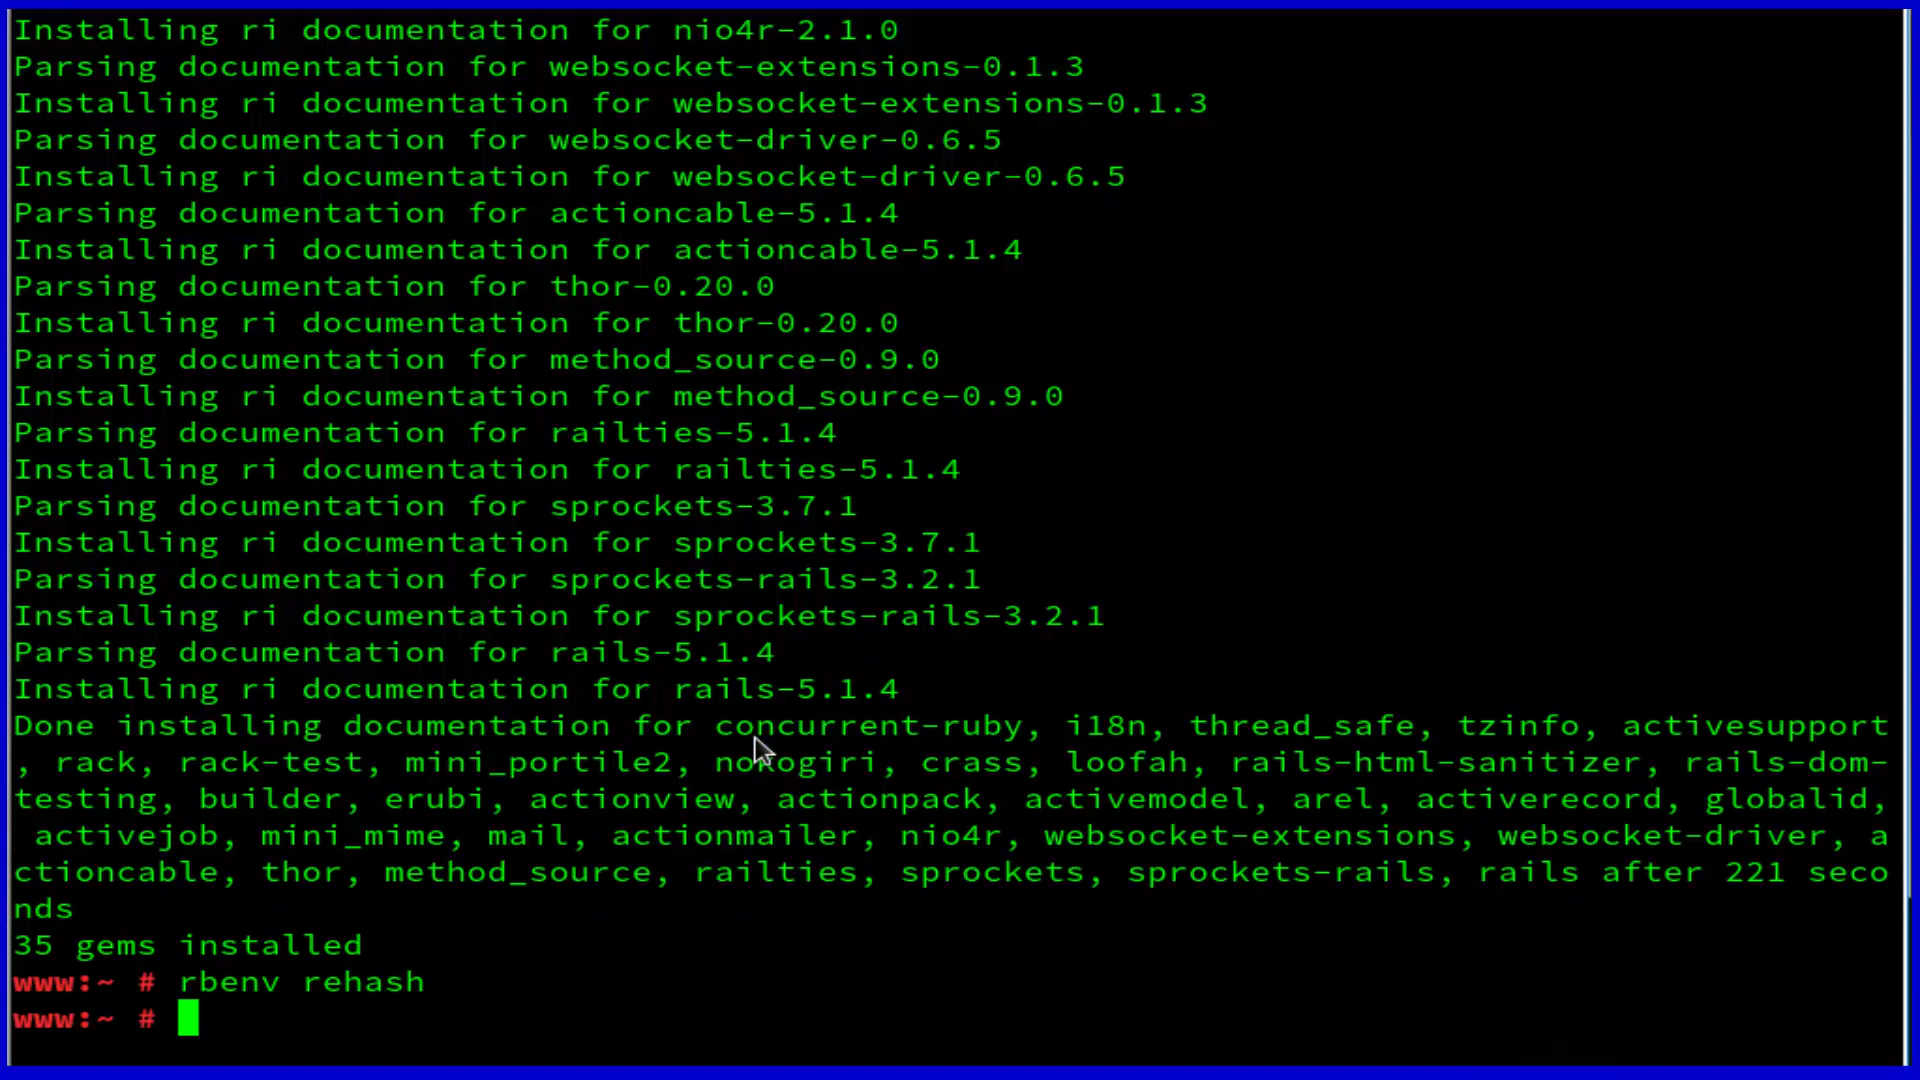 Installing ri documentation for nio4r-2.1.0
Parsing documentation for websocket-extensions-0.1.3
Installing ri documentation for websocket-extensions-0.1.3
Parsing documentation for websocket-driver-0.6.5
Installing ri documentation for websocket-driver-0.6.5
Parsing documentation for actioncable-5.1.4
Installing ri documentation for actioncable-5.1.4
Parsing documentation for thor-0.20.0
Installing ri documentation for thor-0.20.0
Parsing documentation for method_source-0.9.0
Installing ri documentation for method_source-0.9.0
Parsing documentation for railties-5.1.4
Installing ri documentation for railties-5.1.4
Parsing documentation for sprockets-3.7.1
Installing ri documentation for sprockets-3.7.1
Parsing documentation for sprockets-rails-3.2.1
Installing ri documentation for sprockets-rails-3.2.1
Parsing documentation for rails-5.1.4
Installing ri documentation for rails-5.1.4
Done installing documentation for concurrent-ruby, i18n, thread_safe, tzinfo, activesupport
, rack, rack-test, mini_portile2, nokogiri, crass, loofah, rails-html-sanitizer, rails-dom-
testing, builder, erubi, actionview, actionpack, activemodel, arel, activerecord, globalid,
 activejob, mini_mime, mail, actionmailer, nio4r, websocket-extensions, websocket-driver, a
ctioncable, thor, method_source, railties, sprockets, sprockets-rails, rails after 221 seco
nds
35 gems installed
www:~ # rbenv rehash
www:~ #